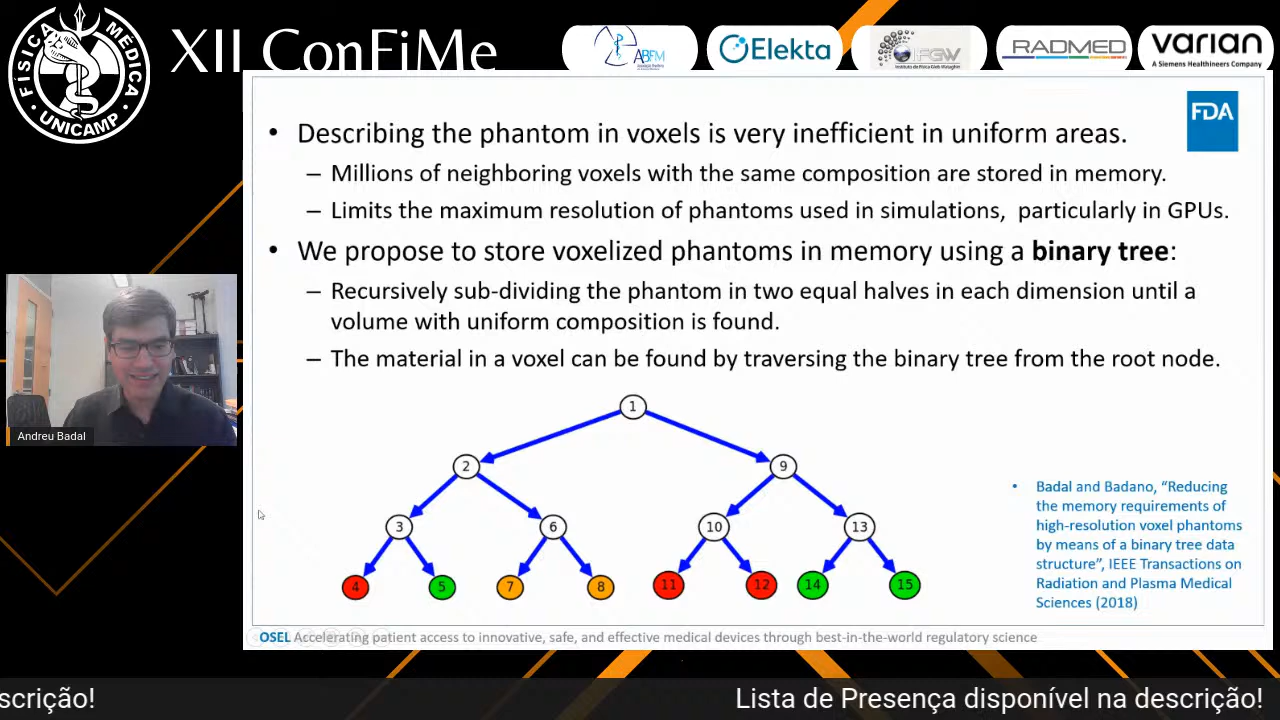 FÍSICA MÉDICA
UNICAMP
XII ConFiMe
ABFM
Elekta
IFGW
RADMED
varian
A Siemens Healthineers Company
FDA
• Describing the phantom in voxels is very inefficient in uniform areas.
– Millions of neighboring voxels with the same composition are stored in memory.
– Limits the maximum resolution of phantoms used in simulations, particularly in GPUs.
• We propose to store voxelized phantoms in memory using a binary tree:
– Recursively sub-dividing the phantom in two equal halves in each dimension until a
volume with uniform composition is found.
– The material in a voxel can be found by traversing the binary tree from the root node.
Andreu Badal
1
2 9
3 6 10 13
4 5 7 8 11 12 14 15
• Badal and Badano, “Reducing
the memory requirements of
high-resolution voxel phantoms
by means of a binary tree data
structure”, IEEE Transactions on
Radiation and Plasma Medical
Sciences (2018)
OSEL Accelerating patient access to innovative, safe, and effective medical devices through best-in-the-world regulatory science
scrição! Lista de Presença disponível na descrição!